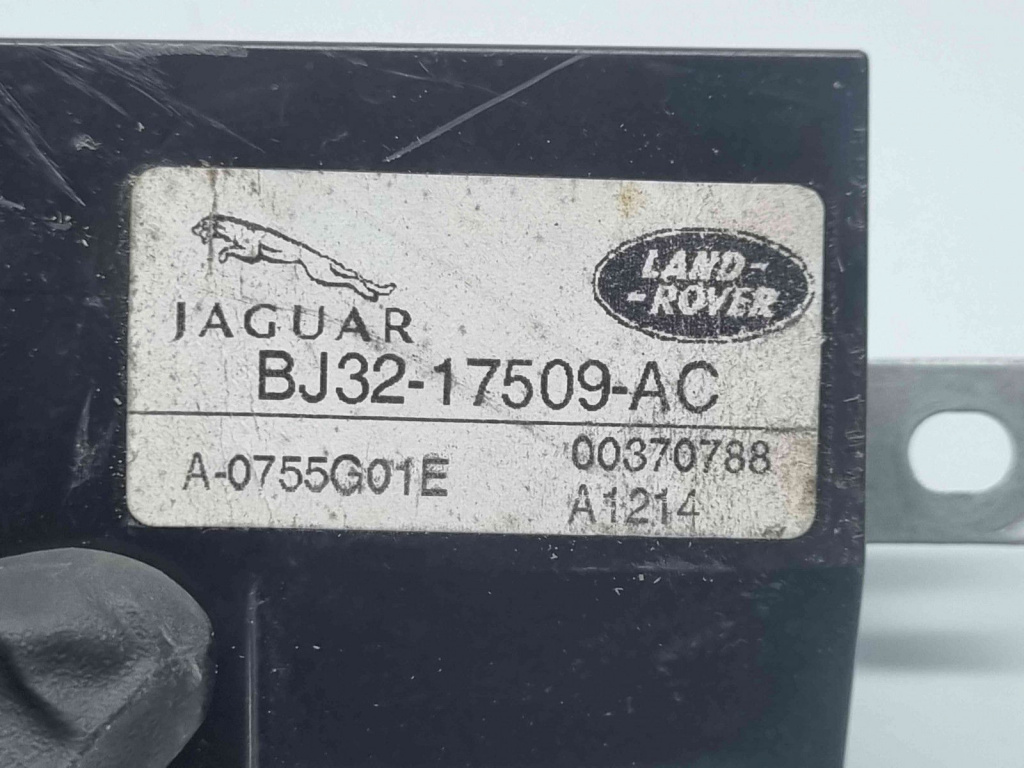 JAGUAR
LAND-
-ROVER
BJ32-17509-AC
A-0755G01E
00370788
A1214